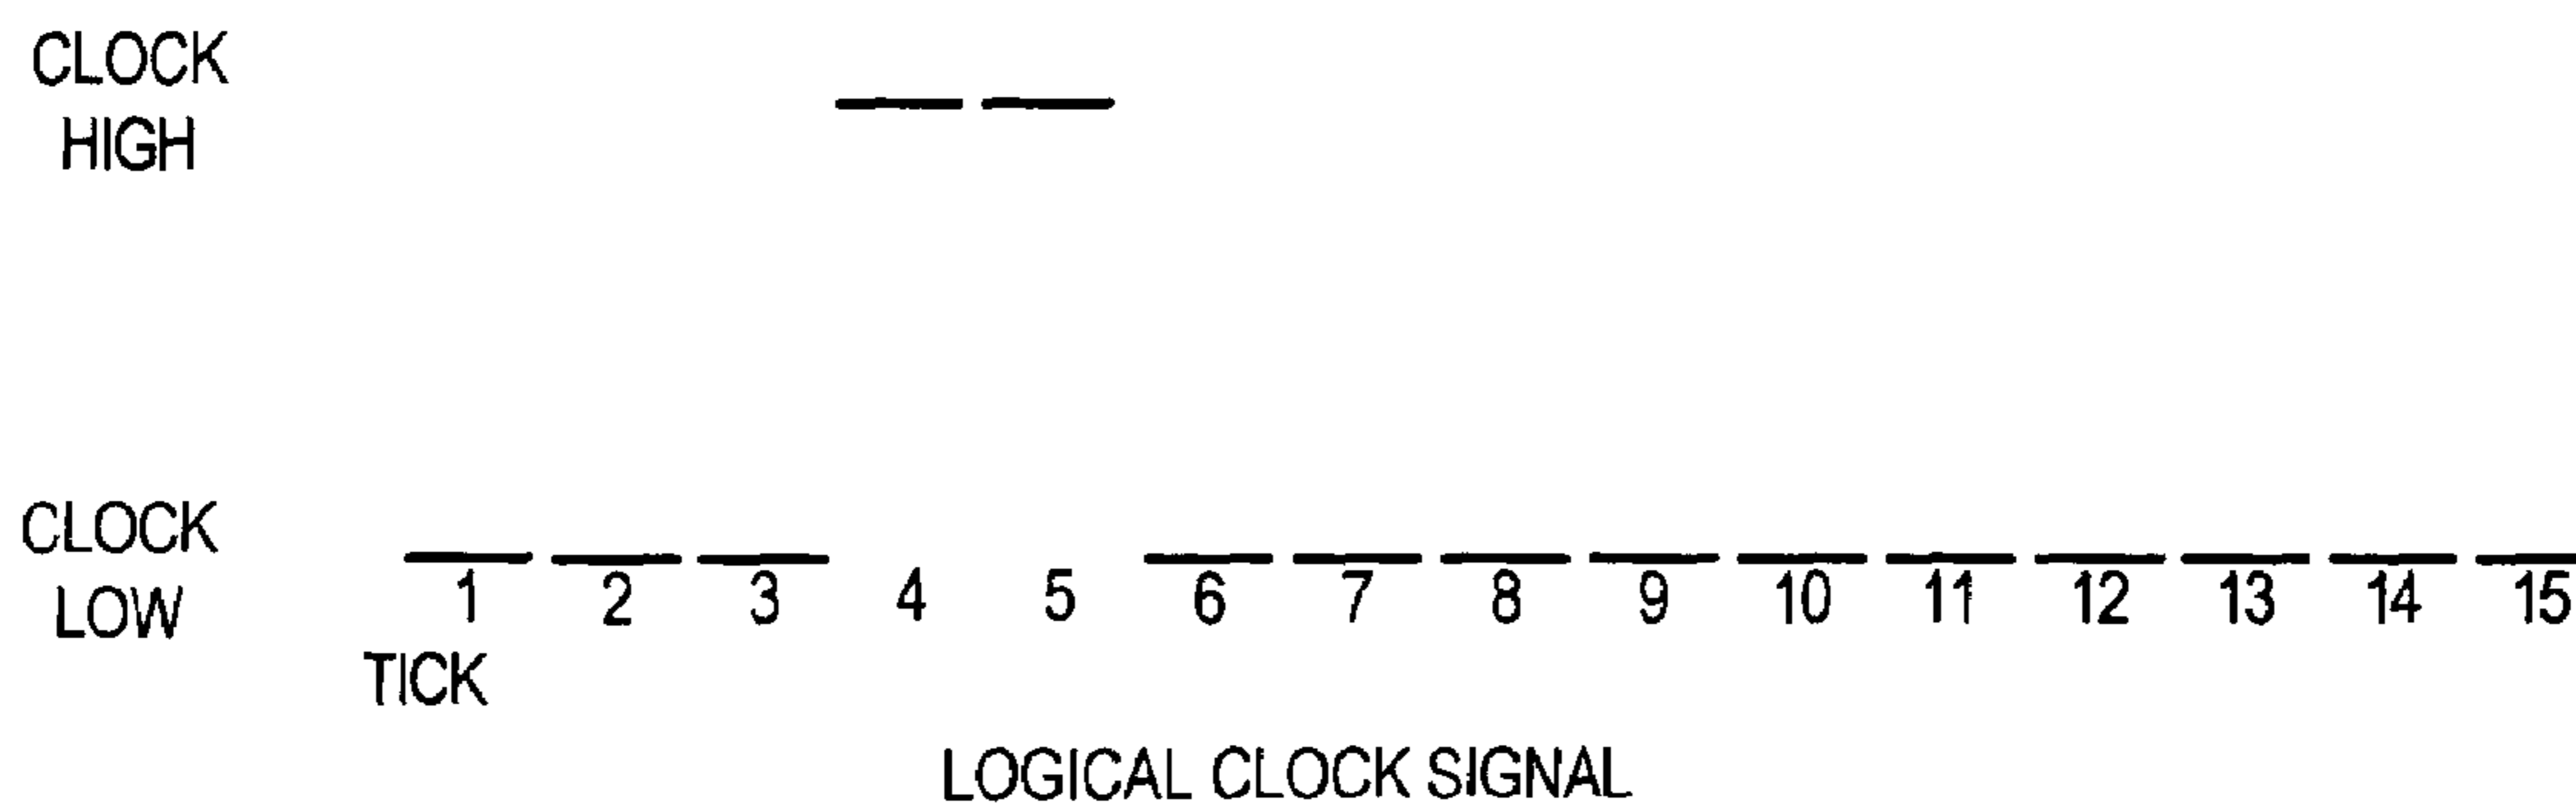 CLOCK
HIGH
CLOCK
LOW
1 2 3 4 5 6 7 8 9 10 11 12 13 14 15
TICK
LOGICAL CLOCK SIGNAL